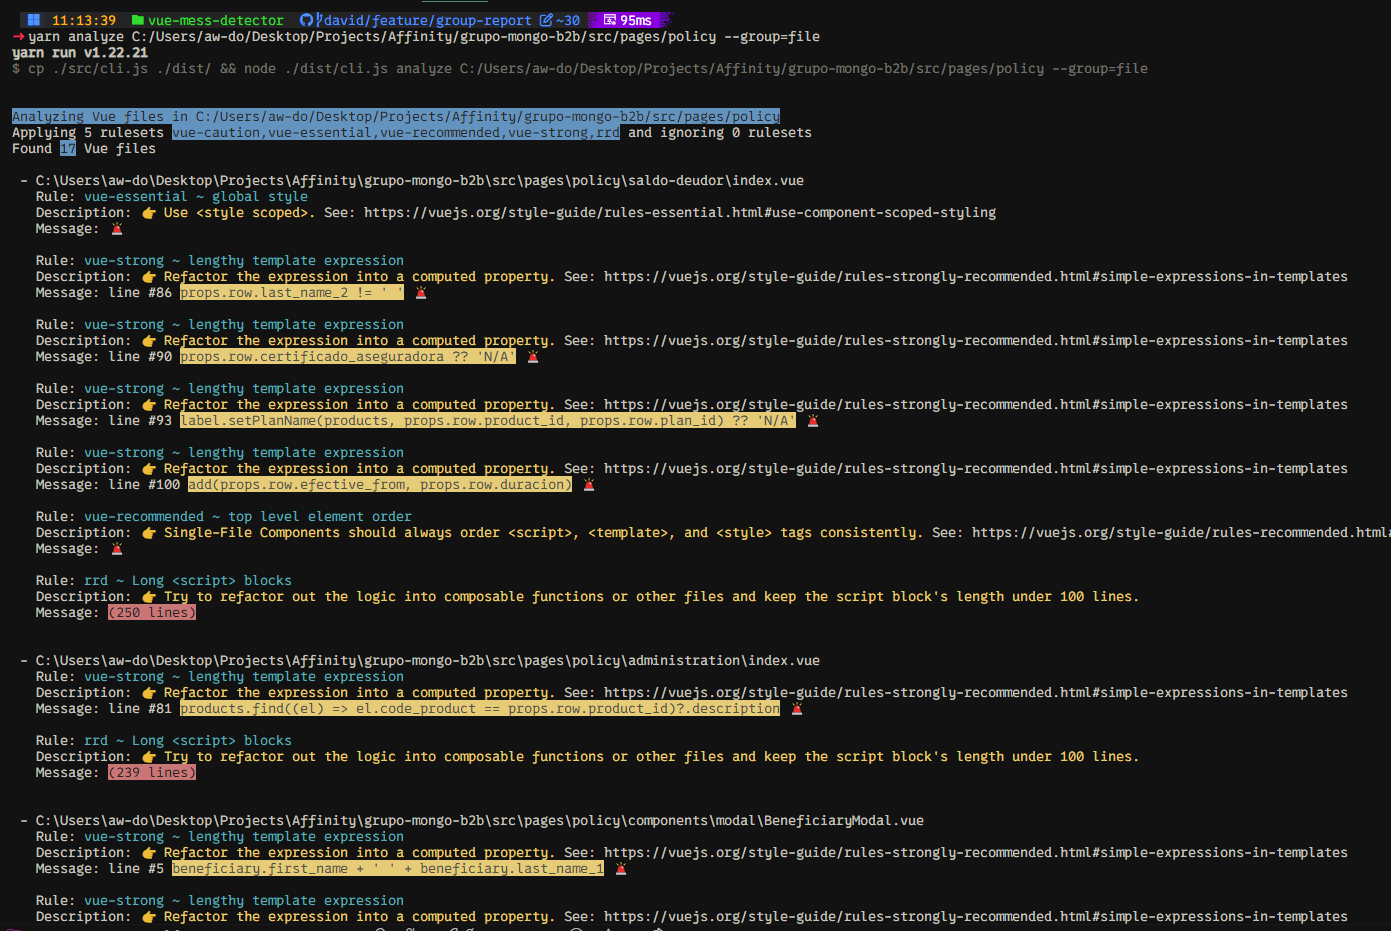 11:13:39 vue-mess-detector david/feature/group-report ~30 95ms
→ yarn analyze C:/Users/aw-do/Desktop/Projects/Affinity/grupo-mongo-b2b/src/pages/policy --group=file
yarn run v1.22.21
$ cp ./src/cli.js ./dist/ && node ./dist/cli.js analyze C:/Users/aw-do/Desktop/Projects/Affinity/grupo-mongo-b2b/src/pages/policy --group=file
Analyzing Vue files in C:/Users/aw-do/Desktop/Projects/Affinity/grupo-mongo-b2b/src/pages/policy
Applying 5 rulesets vue-caution,vue-essential,vue-recommended,vue-strong,rrd and ignoring 0 rulesets
Found 17 Vue files
- C:\Users\aw-do\Desktop\Projects\Affinity\grupo-mongo-b2b\src\pages\policy\saldo-deudor\index.vue
Rule: vue-essential ~ global style
Description: 👉 Use <style scoped>. See: https://vuejs.org/style-guide/rules-essential.html#use-component-scoped-styling
Message: 🚨
Rule: vue-strong ~ lengthy template expression
Description: 👉 Refactor the expression into a computed property. See: https://vuejs.org/style-guide/rules-strongly-recommended.html#simple-expressions-in-templates
Message: line #86 props.row.last_name_2 != ' ' 🚨
Rule: vue-strong ~ lengthy template expression
Description: 👉 Refactor the expression into a computed property. See: https://vuejs.org/style-guide/rules-strongly-recommended.html#simple-expressions-in-templates
Message: line #90 props.row.certificado_aseguradora ?? 'N/A' 🚨
Rule: vue-strong ~ lengthy template expression
Description: 👉 Refactor the expression into a computed property. See: https://vuejs.org/style-guide/rules-strongly-recommended.html#simple-expressions-in-templates
Message: line #93 label.setPlanName(products, props.row.product_id, props.row.plan_id) ?? 'N/A' 🚨
Rule: vue-strong ~ lengthy template expression
Description: 👉 Refactor the expression into a computed property. See: https://vuejs.org/style-guide/rules-strongly-recommended.html#simple-expressions-in-templates
Message: line #100 add(props.row.efective_from, props.row.duracion) 🚨
Rule: vue-recommended ~ top level element order
Description: 👉 Single-File Components should always order <script>, <template>, and <style> tags consistently. See: https://vuejs.org/style-guide/rules-recommended.html#
Message: 🚨
Rule: rrd ~ Long <script> blocks
Description: 👉 Try to refactor out the logic into composable functions or other files and keep the script block's length under 100 lines.
Message: (250 lines)
- C:\Users\aw-do\Desktop\Projects\Affinity\grupo-mongo-b2b\src\pages\policy\administration\index.vue
Rule: vue-strong ~ lengthy template expression
Description: 👉 Refactor the expression into a computed property. See: https://vuejs.org/style-guide/rules-strongly-recommended.html#simple-expressions-in-templates
Message: line #81 products.find((el) => el.code_product == props.row.product_id)?.description 🚨
Rule: rrd ~ Long <script> blocks
Description: 👉 Try to refactor out the logic into composable functions or other files and keep the script block's length under 100 lines.
Message: (239 lines)
- C:\Users\aw-do\Desktop\Projects\Affinity\grupo-mongo-b2b\src\pages\policy\components\modal\BeneficiaryModal.vue
Rule: vue-strong ~ lengthy template expression
Description: 👉 Refactor the expression into a computed property. See: https://vuejs.org/style-guide/rules-strongly-recommended.html#simple-expressions-in-templates
Message: line #5 beneficiary.first_name + ' ' + beneficiary.last_name_1 🚨
Rule: vue-strong ~ lengthy template expression
Description: 👉 Refactor the expression into a computed property. See: https://vuejs.org/style-guide/rules-strongly-recommended.html#simple-expressions-in-templates